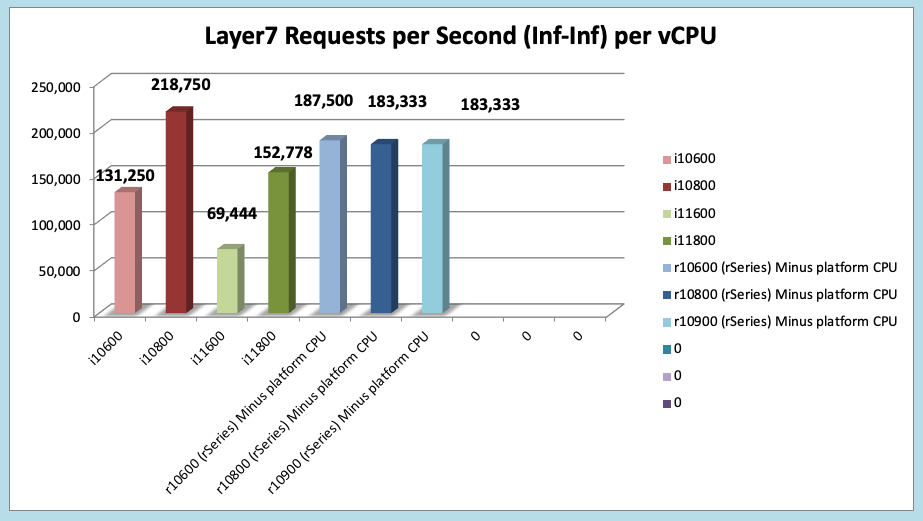 Layer7 Requests per Second (Inf-Inf) per vCPU
250,000
200,000
150,000
100,000
50,000
0
131,250
218,750
69,444
152,778
187,500
183,333
183,333
i10600
i10800
i11600
i11800
r10600 (rSeries) Minus platform CPU
r10800 (rSeries) Minus platform CPU
r10900 (rSeries) Minus platform CPU
0
0
0
i10600
i10800
i11600
i11800
r10600 (rSeries) Minus platform CPU
r10800 (rSeries) Minus platform CPU
r10900 (rSeries) Minus platform CPU
0
0
0